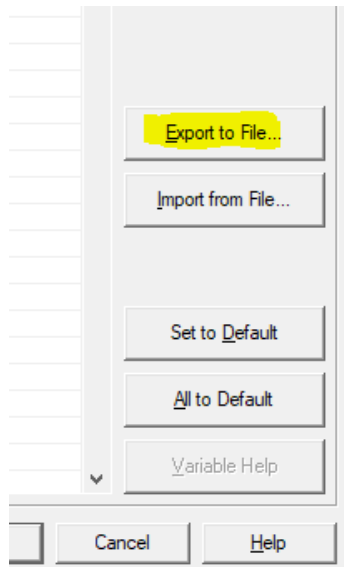 Export to File...
Import from File...
Set to Default
All to Default
Variable Help
Cancel
Help